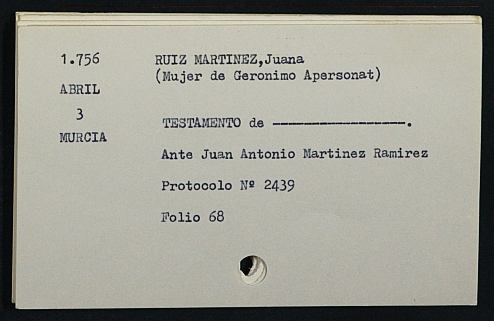 1.756
ABRIL
3
MURCIA
RUIZ MARTINEZ,Juana
(Mujer de Geronimo Apersonat)
TESTAMENTO de -----------------.
Ante Juan Antonio Martinez Ramirez
Protocolo Nº 2439
Folio 68